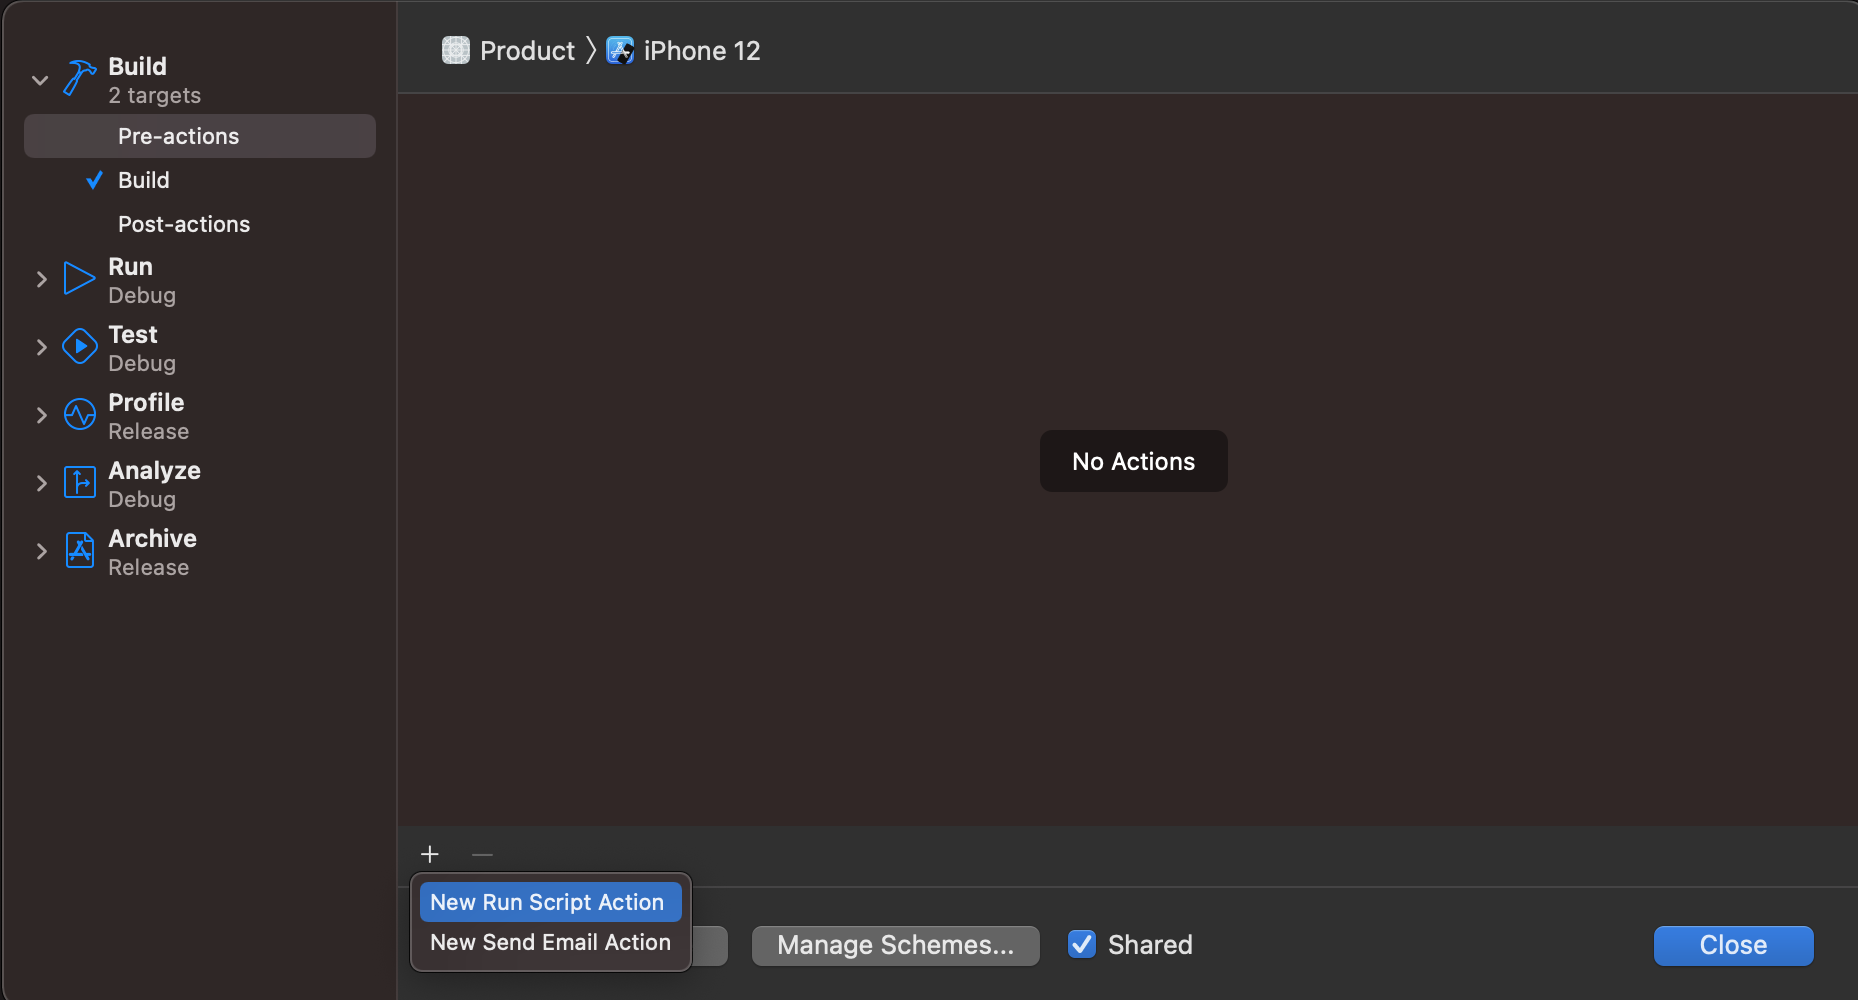 Build
2 targets
Pre-actions
Build
Post-actions
Run
Debug
Test
Debug
Profile
Release
Analyze
Debug
Archive
Release
Product 〉 iPhone 12
No Actions
New Run Script Action
New Send Email Action
Manage Schemes...
Shared
Close